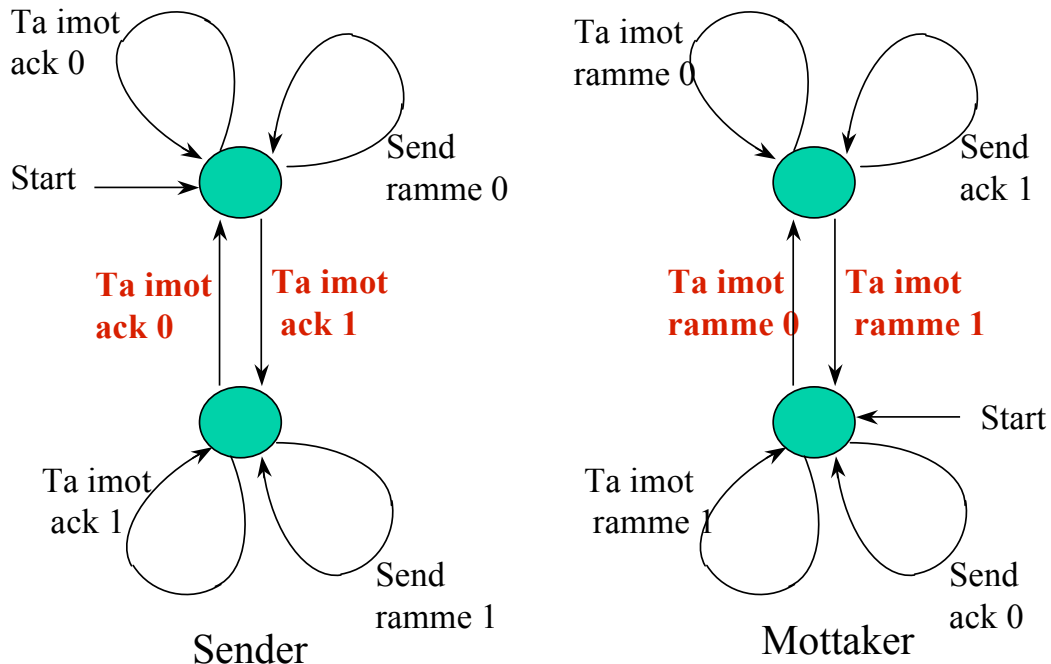 Ta imot
ack 0
Start
Send
ramme 0
Ta imot
ack 0
Ta imot
ack 1
Ta imot
ack 1
Send
ramme 1
Sender
Ta imot
ramme 0
Send
ack 1
Ta imot
ramme 0
Ta imot
ramme 1
Start
Ta imot
ramme 1
Send
ack 0
Mottaker